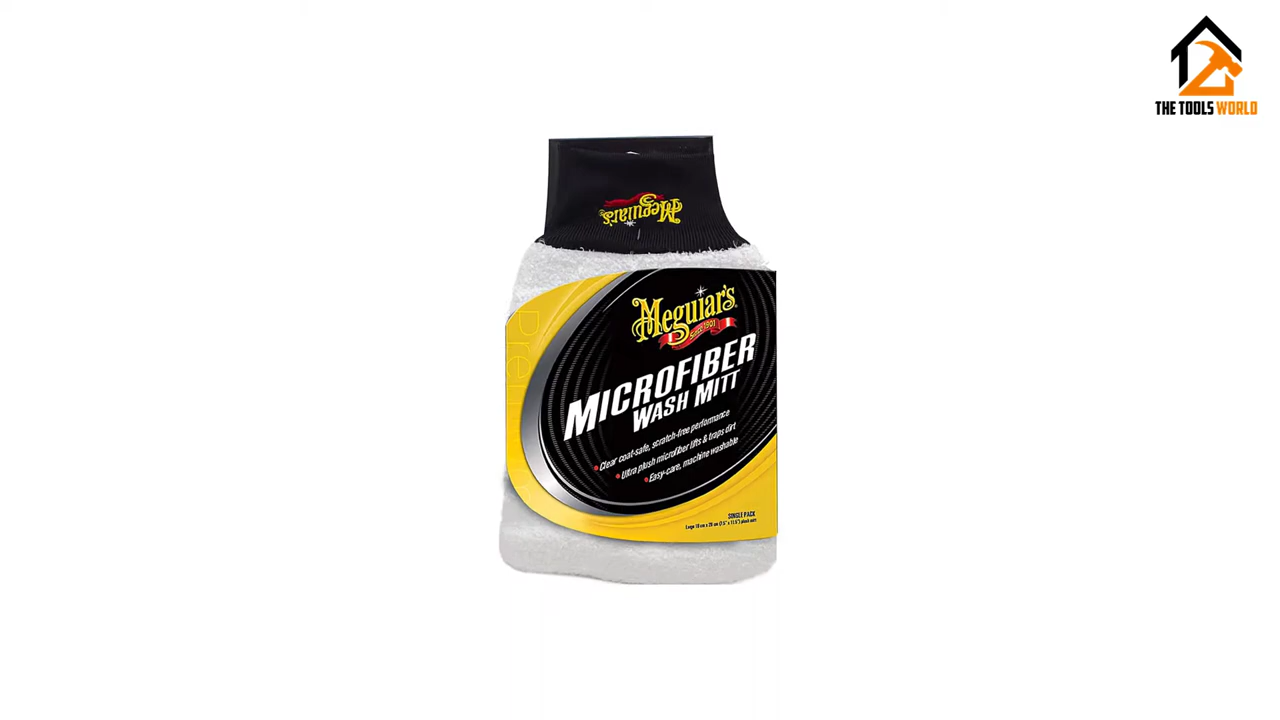 THE TOOLS WORLD
Meguiar's
Meguiar's
Since 1901
MICROFIBER
WASH MITT
Clear coat-safe, scratch-free performance
Ultra plush microfiber lifts & traps dirt
Easy-care, machine washable
SINGLE PACK